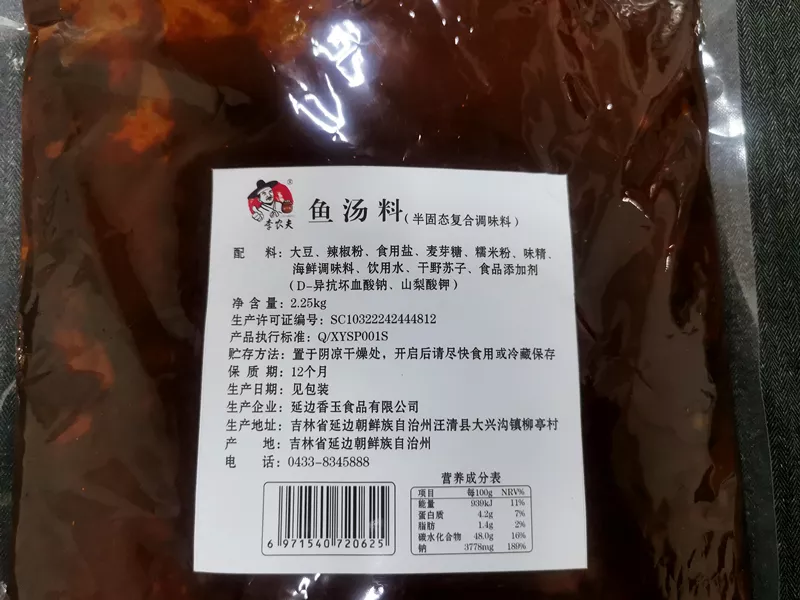 李农夫
®
鱼汤料(半固态复合调味料)
配 料：大豆、辣椒粉、食用盐、麦芽糖、糯米粉、味精、
海鲜调味料、饮用水、干野苏子、食品添加剂
(D-异抗坏血酸钠、山梨酸钾)
净含量：2.25kg
生产许可证编号：SC10322242444812
产品执行标准：Q/XYSP001S
贮存方法：置于阴凉干燥处，开启后请尽快食用或冷藏保存
保质期：12个月
生产日期：见包装
生产企业：延边香玉食品有限公司
生产地址：吉林省延边朝鲜族自治州汪清县大兴沟镇柳亭村
产 地：吉林省延边朝鲜族自治州
电 话：0433-8345888
6 971540 720625
营养成分表
项目 每100g NRV%
能量 939kJ 11%
蛋白质 4.2g 7%
脂肪 1.4g 2%
碳水化合物 48.0g 16%
钠 3778mg 189%